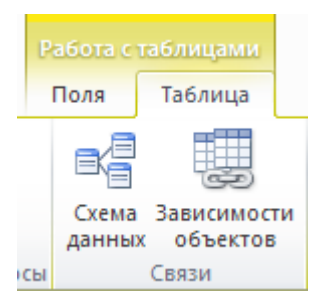 Работа с таблицами
Поля Таблица
Схема данных
Зависимости объектов
Связи